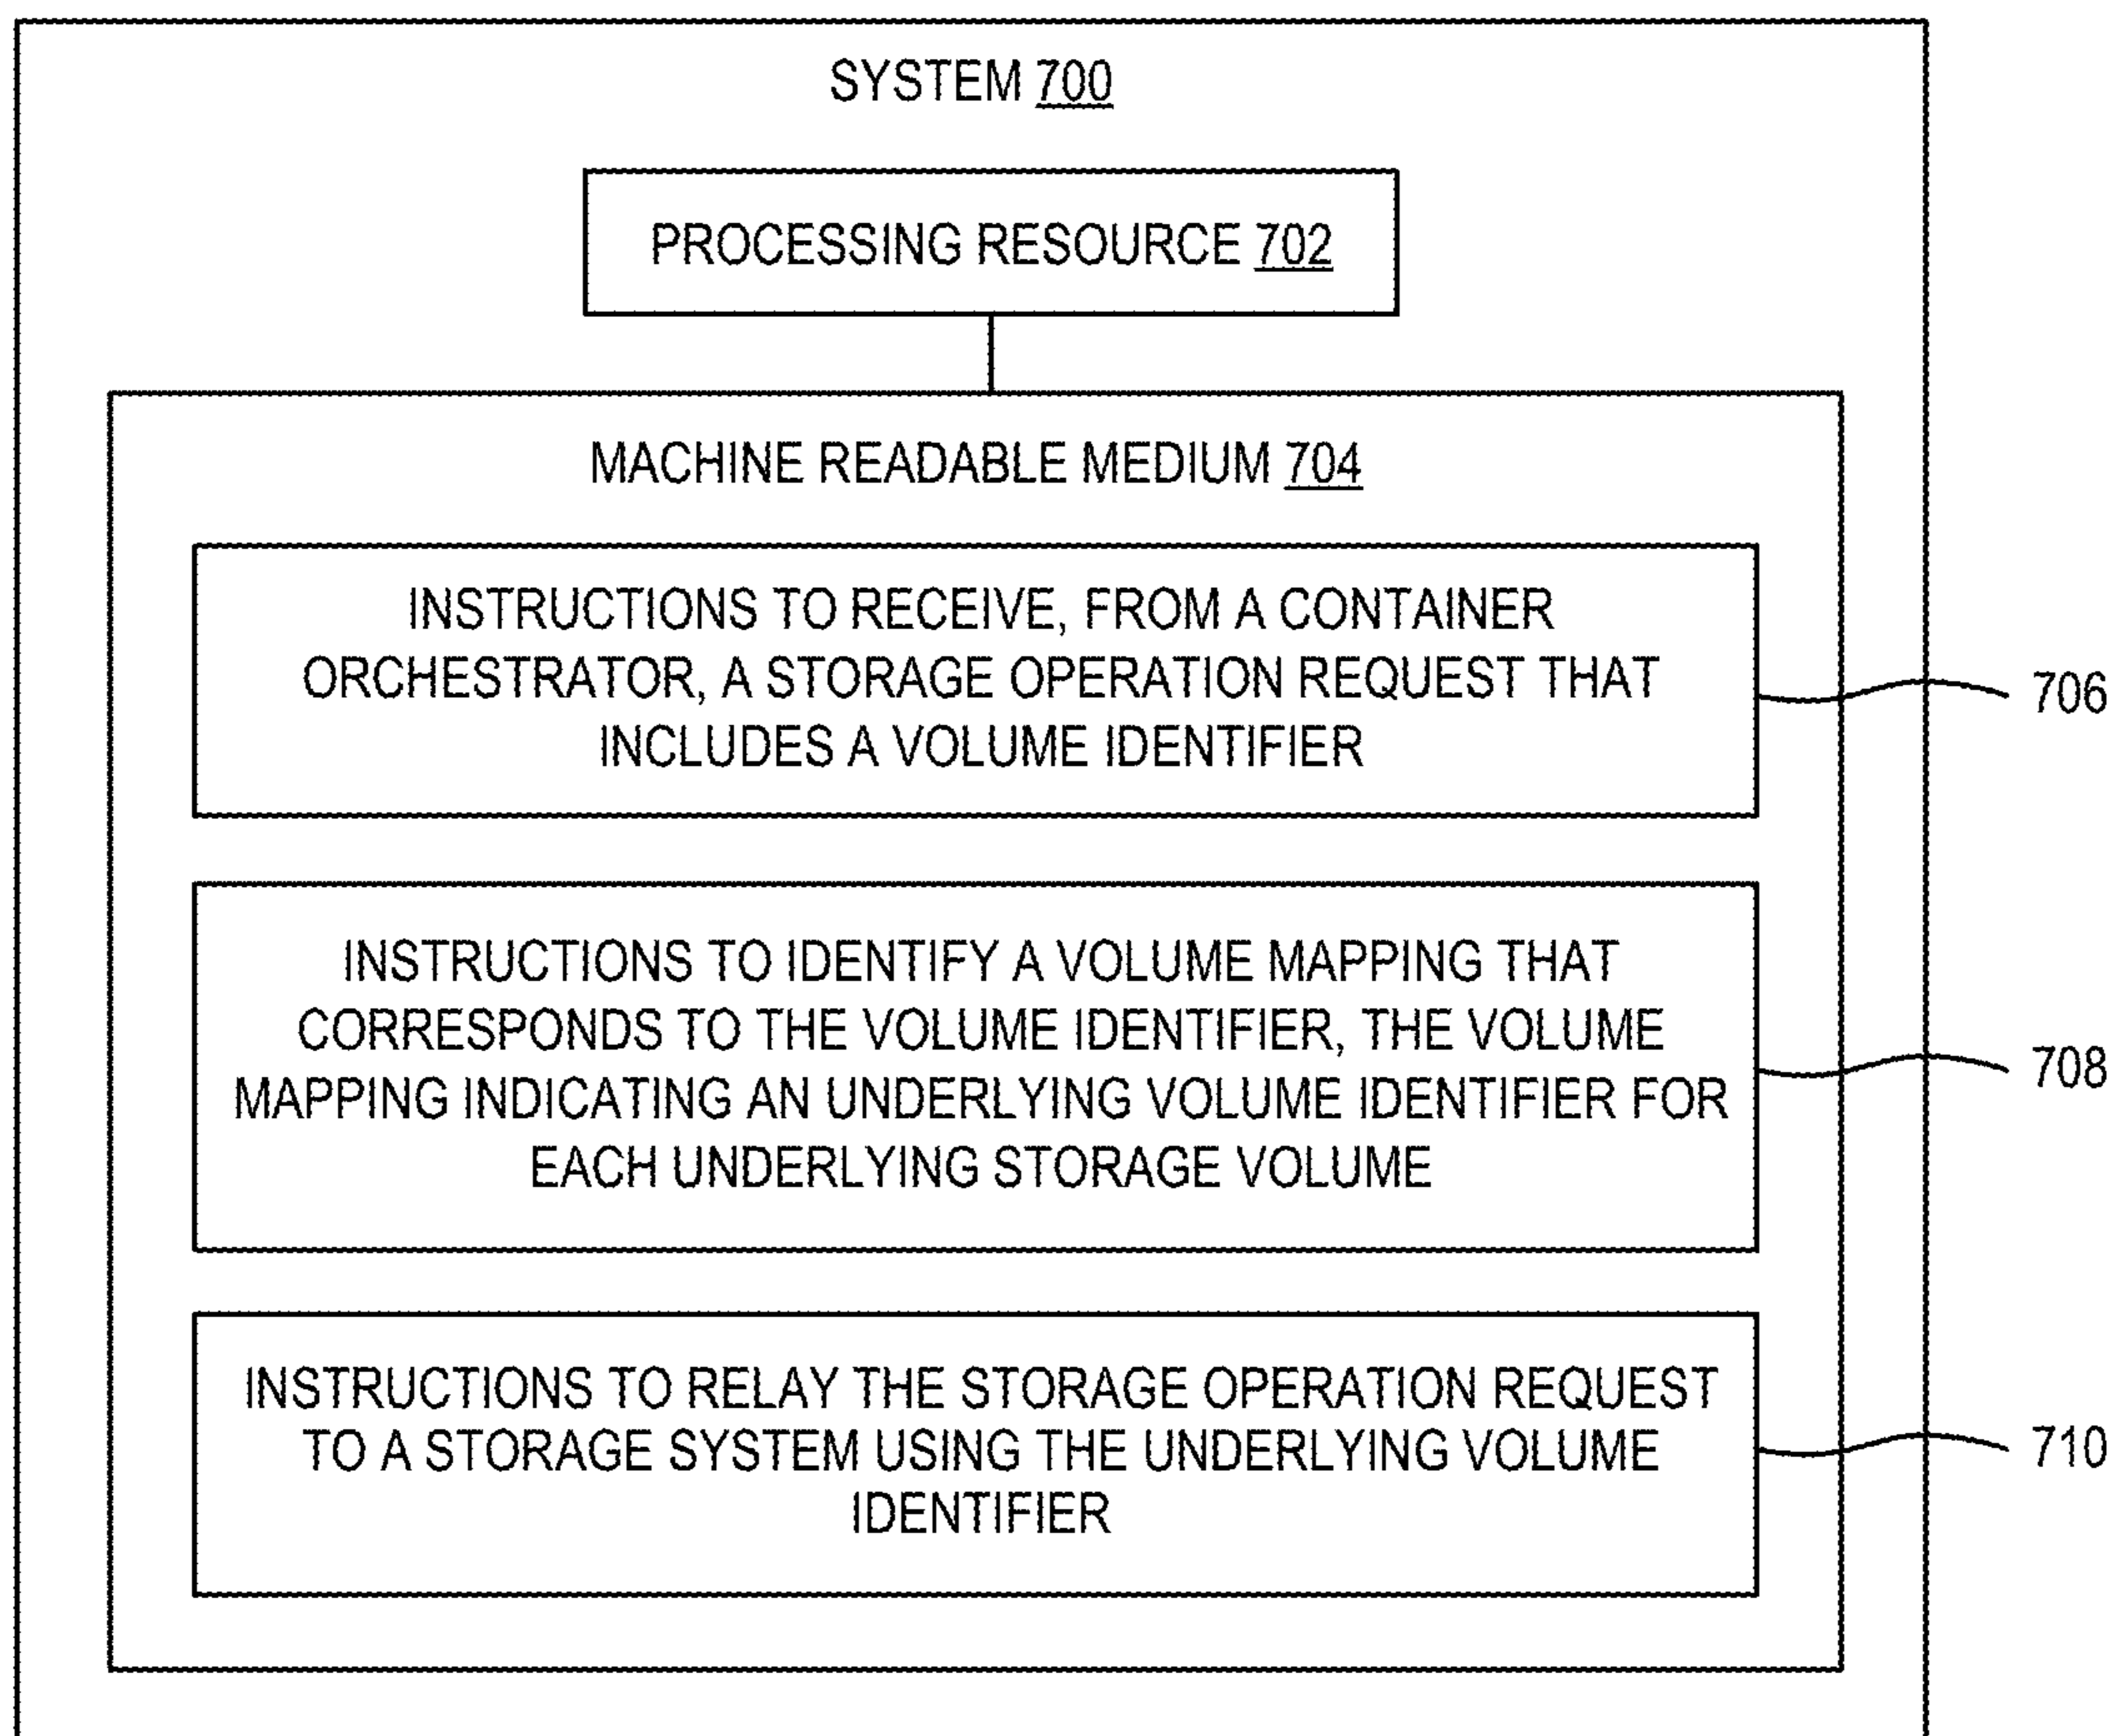 SYSTEM 700
PROCESSING RESOURCE 702
MACHINE READABLE MEDIUM 704
INSTRUCTIONS TO RECEIVE, FROM A CONTAINER
ORCHESTRATOR, A STORAGE OPERATION REQUEST THAT
INCLUDES A VOLUME IDENTIFIER
706
INSTRUCTIONS TO IDENTIFY A VOLUME MAPPING THAT
CORRESPONDS TO THE VOLUME IDENTIFIER, THE VOLUME
MAPPING INDICATING AN UNDERLYING VOLUME IDENTIFIER FOR
EACH UNDERLYING STORAGE VOLUME
708
INSTRUCTIONS TO RELAY THE STORAGE OPERATION REQUEST
TO A STORAGE SYSTEM USING THE UNDERLYING VOLUME
IDENTIFIER
710